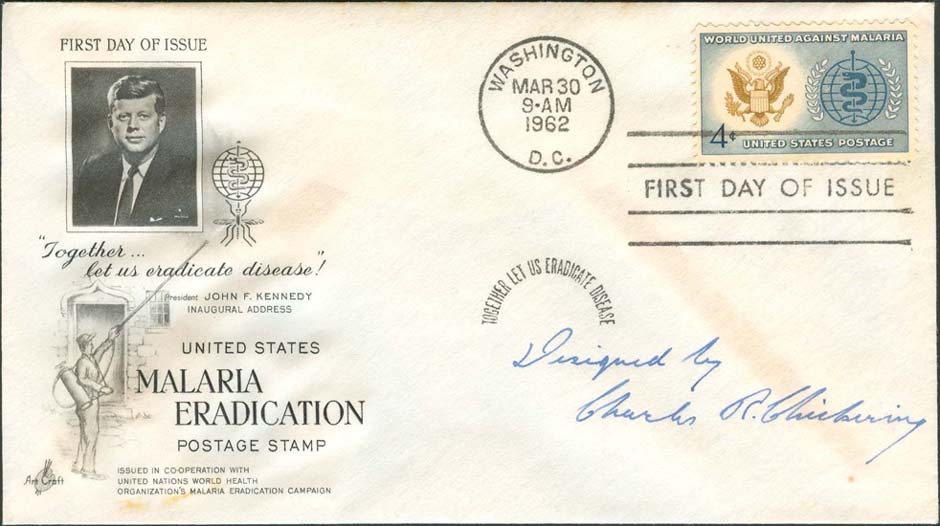 FIRST DAY OF ISSUE
"Together ...
let us eradicate disease!"
President JOHN F. KENNEDY
INAUGURAL ADDRESS
UNITED STATES
MALARIA
ERADICATION
POSTAGE STAMP
ISSUED IN CO-OPERATION WITH
UNITED NATIONS WORLD HEALTH
ORGANIZATION'S MALARIA ERADICATION CAMPAIGN
Art Craft
WASHINGTON
MAR 30
9-AM
1962
D.C.
WORLD UNITED AGAINST MALARIA
4¢
UNITED STATES POSTAGE
FIRST DAY OF ISSUE
TOGETHER LET US ERADICATE DISEASE
Designed by
Charles R. Chickering